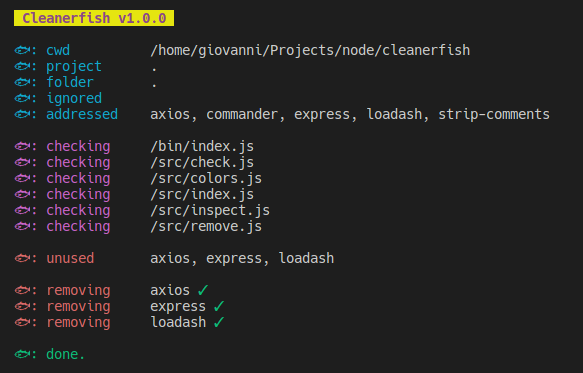 Cleanerfish v1.0.0
🐟: cwd /home/giovanni/Projects/node/cleanerfish
🐟: project .
🐟: folder .
🐟: ignored
🐟: addressed axios, commander, express, loadash, strip-comments
🐟: checking /bin/index.js
🐟: checking /src/check.js
🐟: checking /src/colors.js
🐟: checking /src/index.js
🐟: checking /src/inspect.js
🐟: checking /src/remove.js
🐟: unused axios, express, loadash
🐟: removing axios ✓
🐟: removing express ✓
🐟: removing loadash ✓
🐟: done.